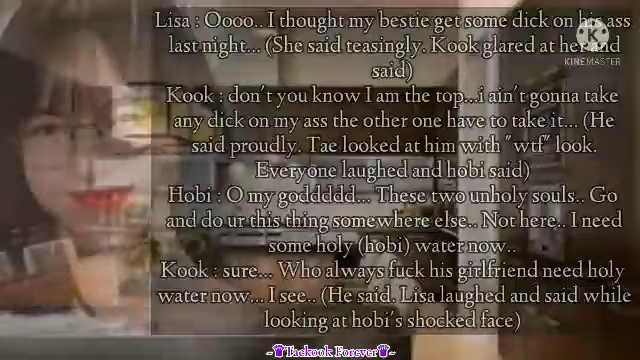 Lisa : Oooo.. I thought my bestie get some dick on his ass
last night... (She said teasingly. Kook glared at her and
said)
Kook : don't you know I am the top...i ain't gonna take
any dick on my ass the other one have to take it... (He
said proudly. Tae looked at him with "wtf" look.
Everyone laughed and hobi said)
Hobi : O my goddddd... These two unholy souls.. Go
and do ur this thing somewhere else.. Not here.. I need
some holy (hobi) water now..
Kook : sure... Who always fuck his girlfriend need holy
water now... I see.. (He said. Lisa laughed and said while
looking at hobi's shocked face)
K
KINEMASTER
~♛Taekook Forever♛~